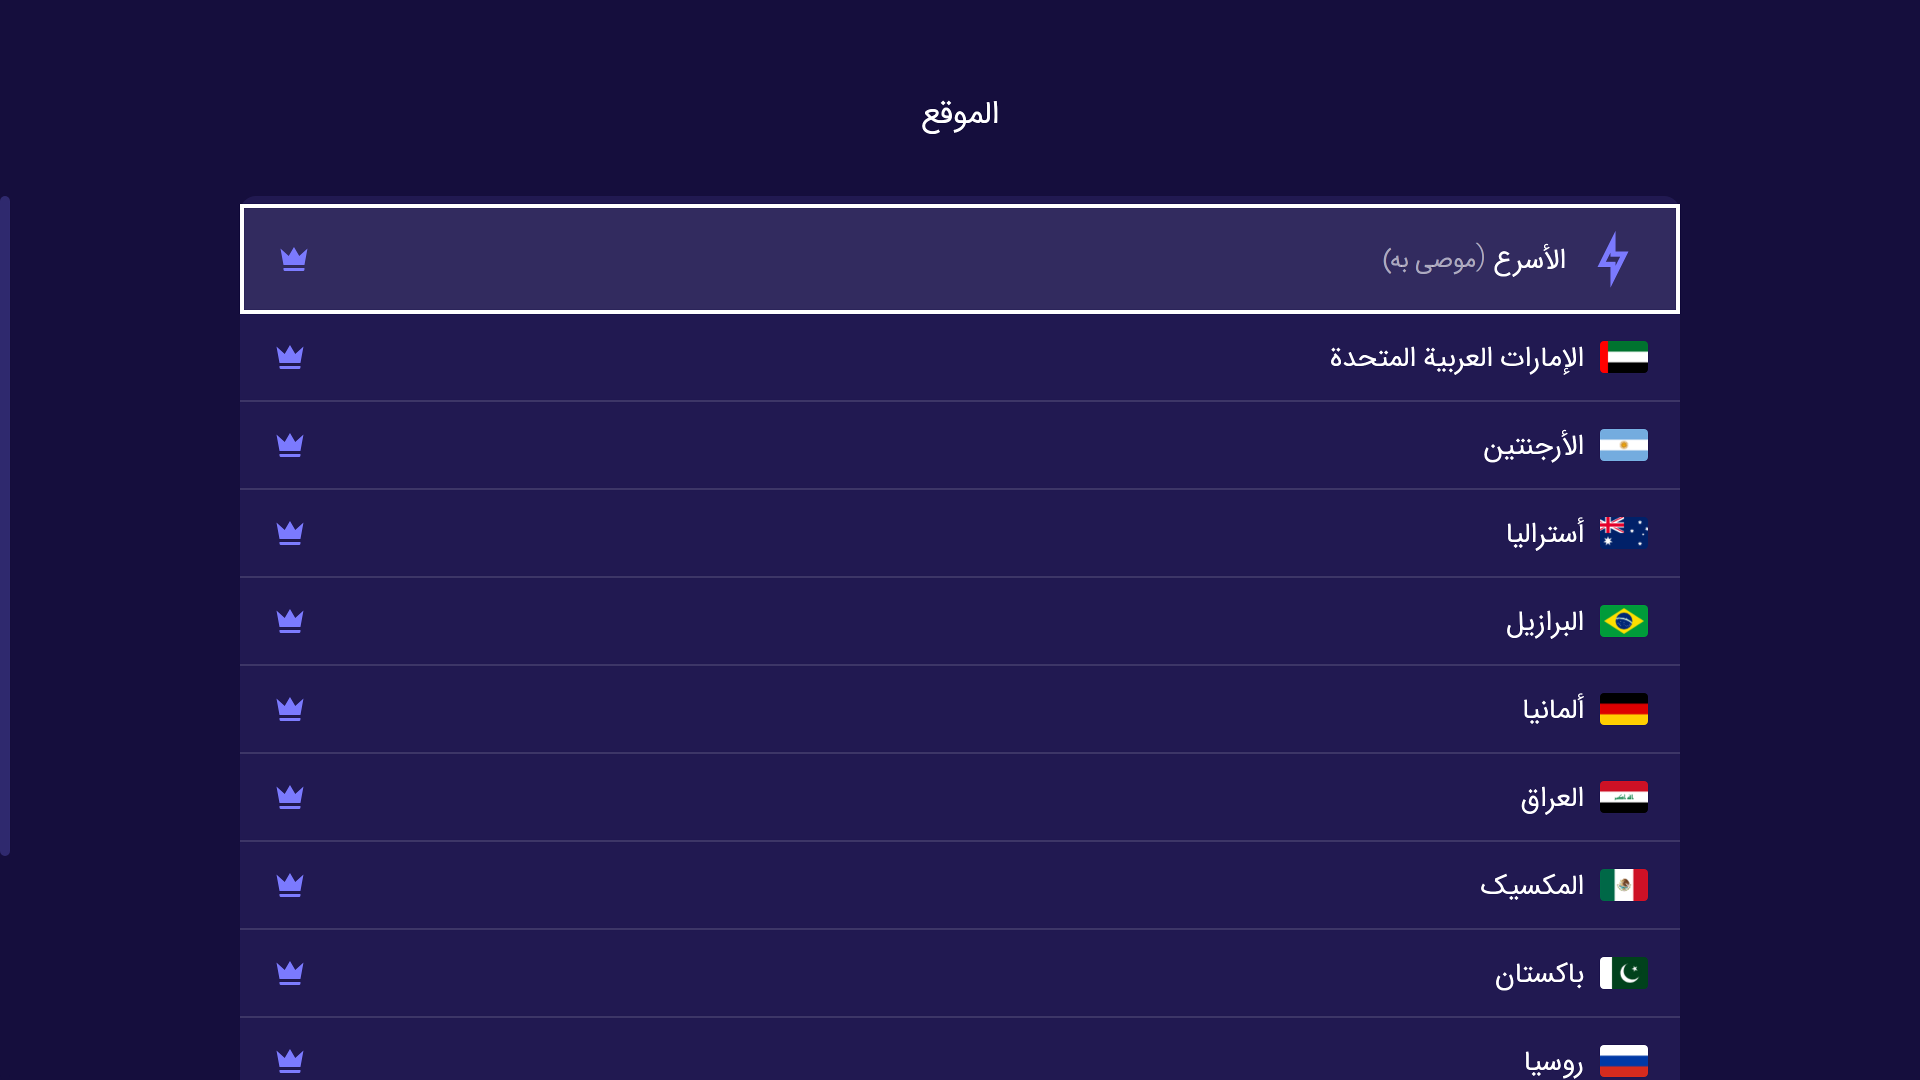 الموقع
الأسرع (موصى به)
الإمارات العربية المتحدة
الأرجنتين
أستراليا
البرازيل
ألمانيا
العراق
المكسيك
باكستان
روسيا